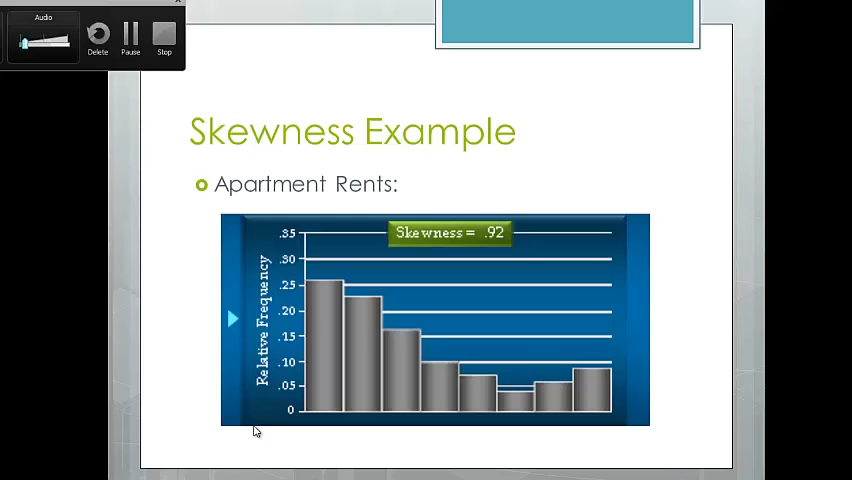 Audio
Delete
Pause
Stop
Skewness Example
Apartment Rents:
Skewness = .92
Relative Frequency
.35
.30
.25
.20
.15
.10
.05
0